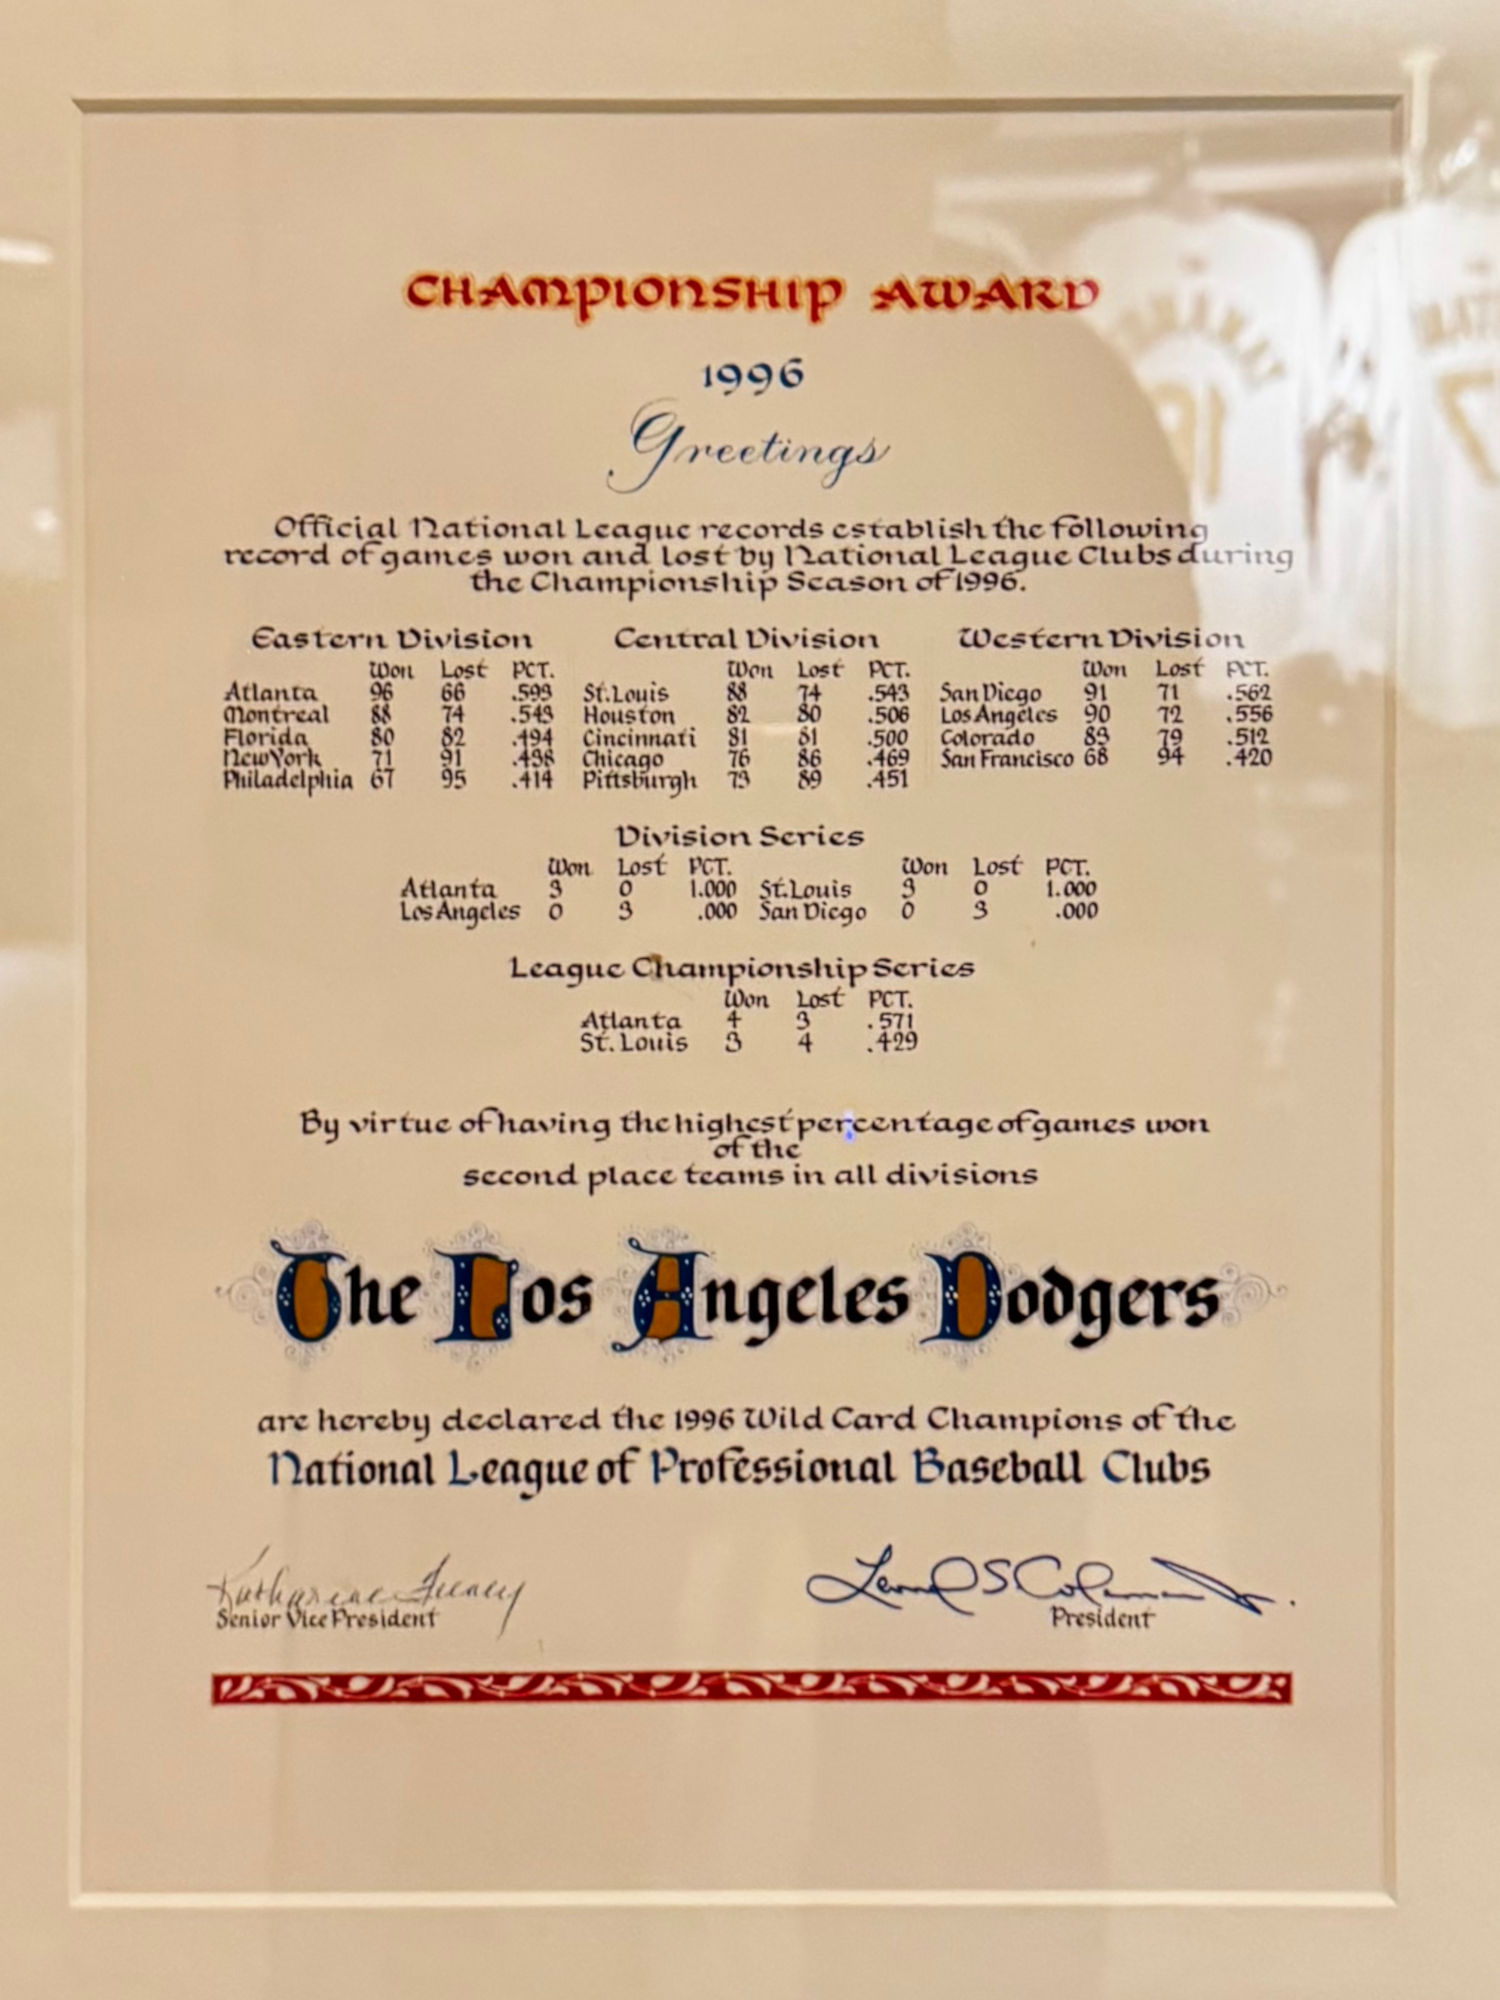 CHAMPIONSHIP AWARD
1996
Greetings
Official National League records establish the following
record of games won and lost by National League Clubs during
the Championship Season of 1996.
Eastern Division Central Division Western Division
Won Lost PCT. Won Lost PCT. Won Lost PCT.
Atlanta 96 66 .593 St. Louis 88 74 .543 San Diego 91 71 .562
Montreal 88 74 .543 Houston 82 80 .506 Los Angeles 90 72 .556
Florida 80 82 .494 Cincinnati 81 81 .500 Colorado 83 79 .512
New York 71 91 .438 Chicago 76 86 .469 San Francisco 68 94 .420
Philadelphia 67 95 .414 Pittsburgh 73 89 .451
Division Series
Won Lost PCT. Won Lost PCT.
Atlanta 3 0 1.000 St. Louis 3 0 1.000
Los Angeles 0 3 .000 San Diego 0 3 .000
League Championship Series
Won Lost PCT.
Atlanta 4 3 .571
St. Louis 3 4 .429
By virtue of having the highest percentage of games won
of the
second place teams in all divisions
The Los Angeles Dodgers
are hereby declared the 1996 Wild Card Champions of the
National League of Professional Baseball Clubs
Katharine Feeney Leonard S Coleman Jr.
Senior Vice President President